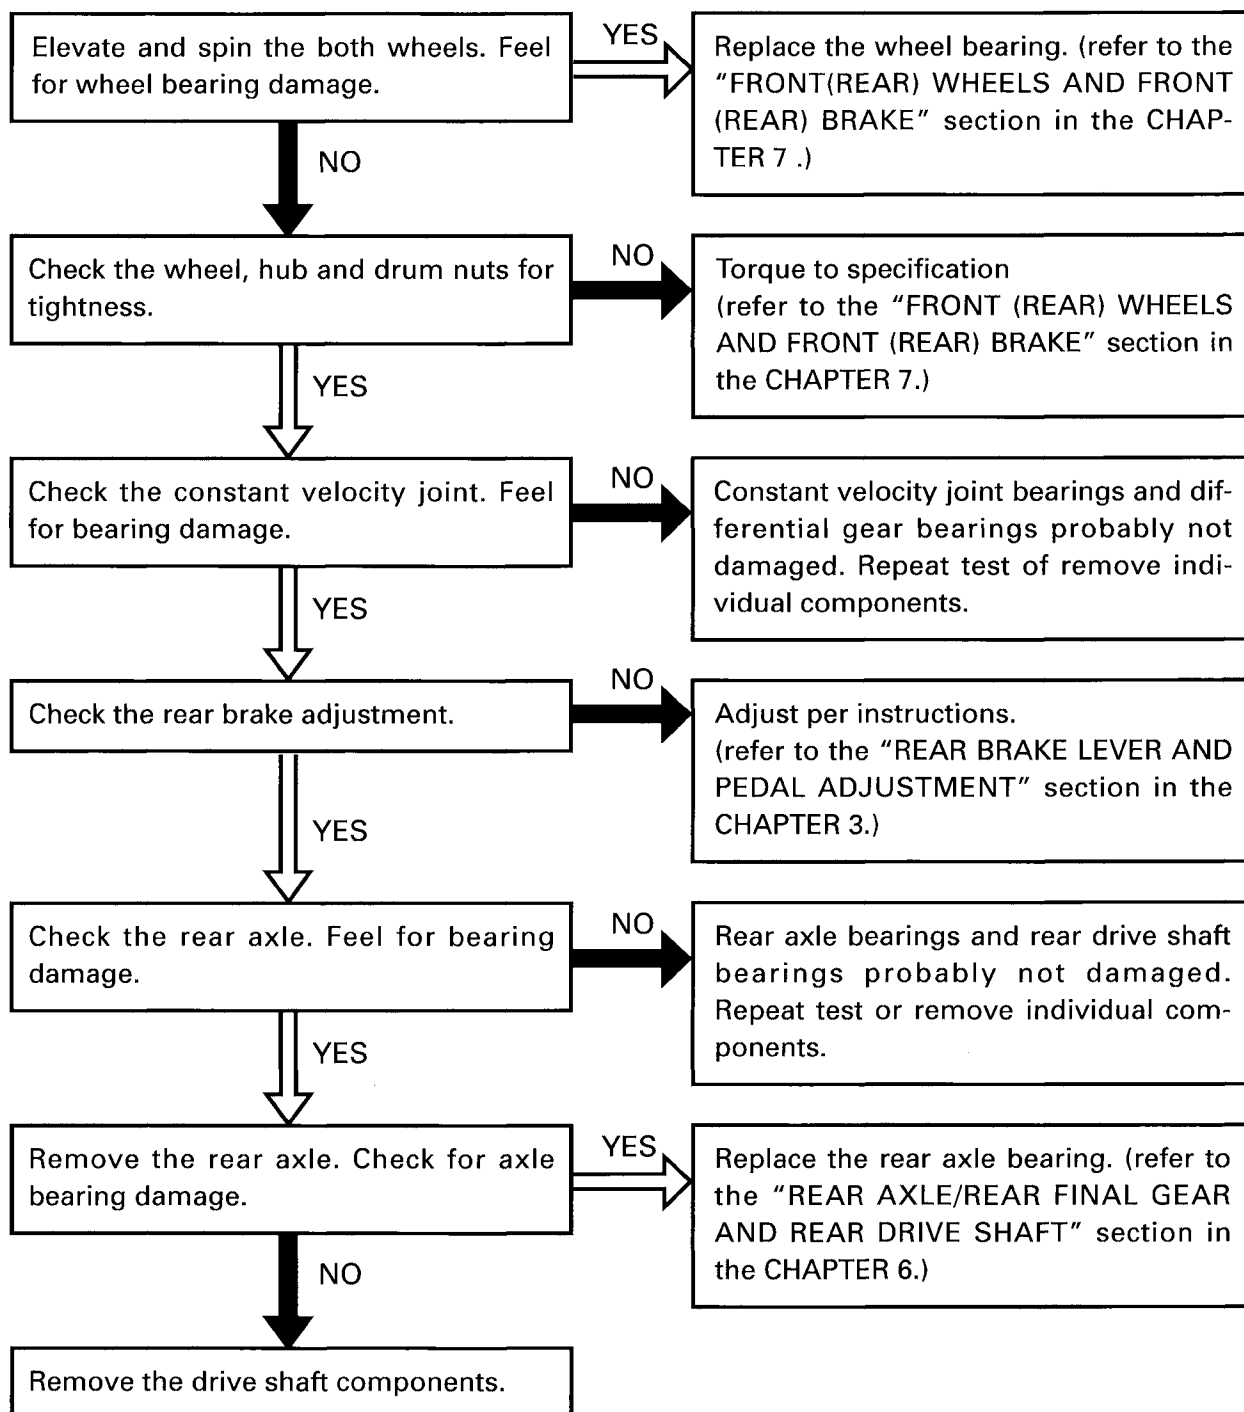 Elevate and spin the both wheels. Feel
for wheel bearing damage.
YES
Replace the wheel bearing. (refer to the
“FRONT(REAR) WHEELS AND FRONT
(REAR) BRAKE” section in the CHAP-
TER 7 .)
NO
Check the wheel, hub and drum nuts for
tightness.
NO
Torque to specification
(refer to the “FRONT (REAR) WHEELS
AND FRONT (REAR) BRAKE” section in
the CHAPTER 7.)
YES
Check the constant velocity joint. Feel
for bearing damage.
NO
Constant velocity joint bearings and dif-
ferential gear bearings probably not
damaged. Repeat test of remove indi-
vidual components.
YES
Check the rear brake adjustment.
NO
Adjust per instructions.
(refer to the “REAR BRAKE LEVER AND
PEDAL ADJUSTMENT” section in the
CHAPTER 3.)
YES
Check the rear axle. Feel for bearing
damage.
NO
Rear axle bearings and rear drive shaft
bearings probably not damaged.
Repeat test or remove individual com-
ponents.
YES
Remove the rear axle. Check for axle
bearing damage.
YES
Replace the rear axle bearing. (refer to
the “REAR AXLE/REAR FINAL GEAR
AND REAR DRIVE SHAFT” section in
the CHAPTER 6.)
NO
Remove the drive shaft components.